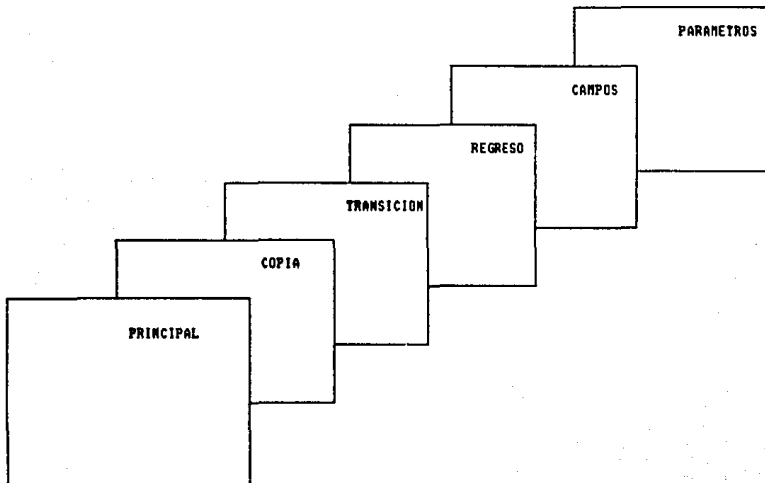 PARAMETROS
CAMPOS
REGRESO
TRANSICION
COPIA
PRINCIPAL